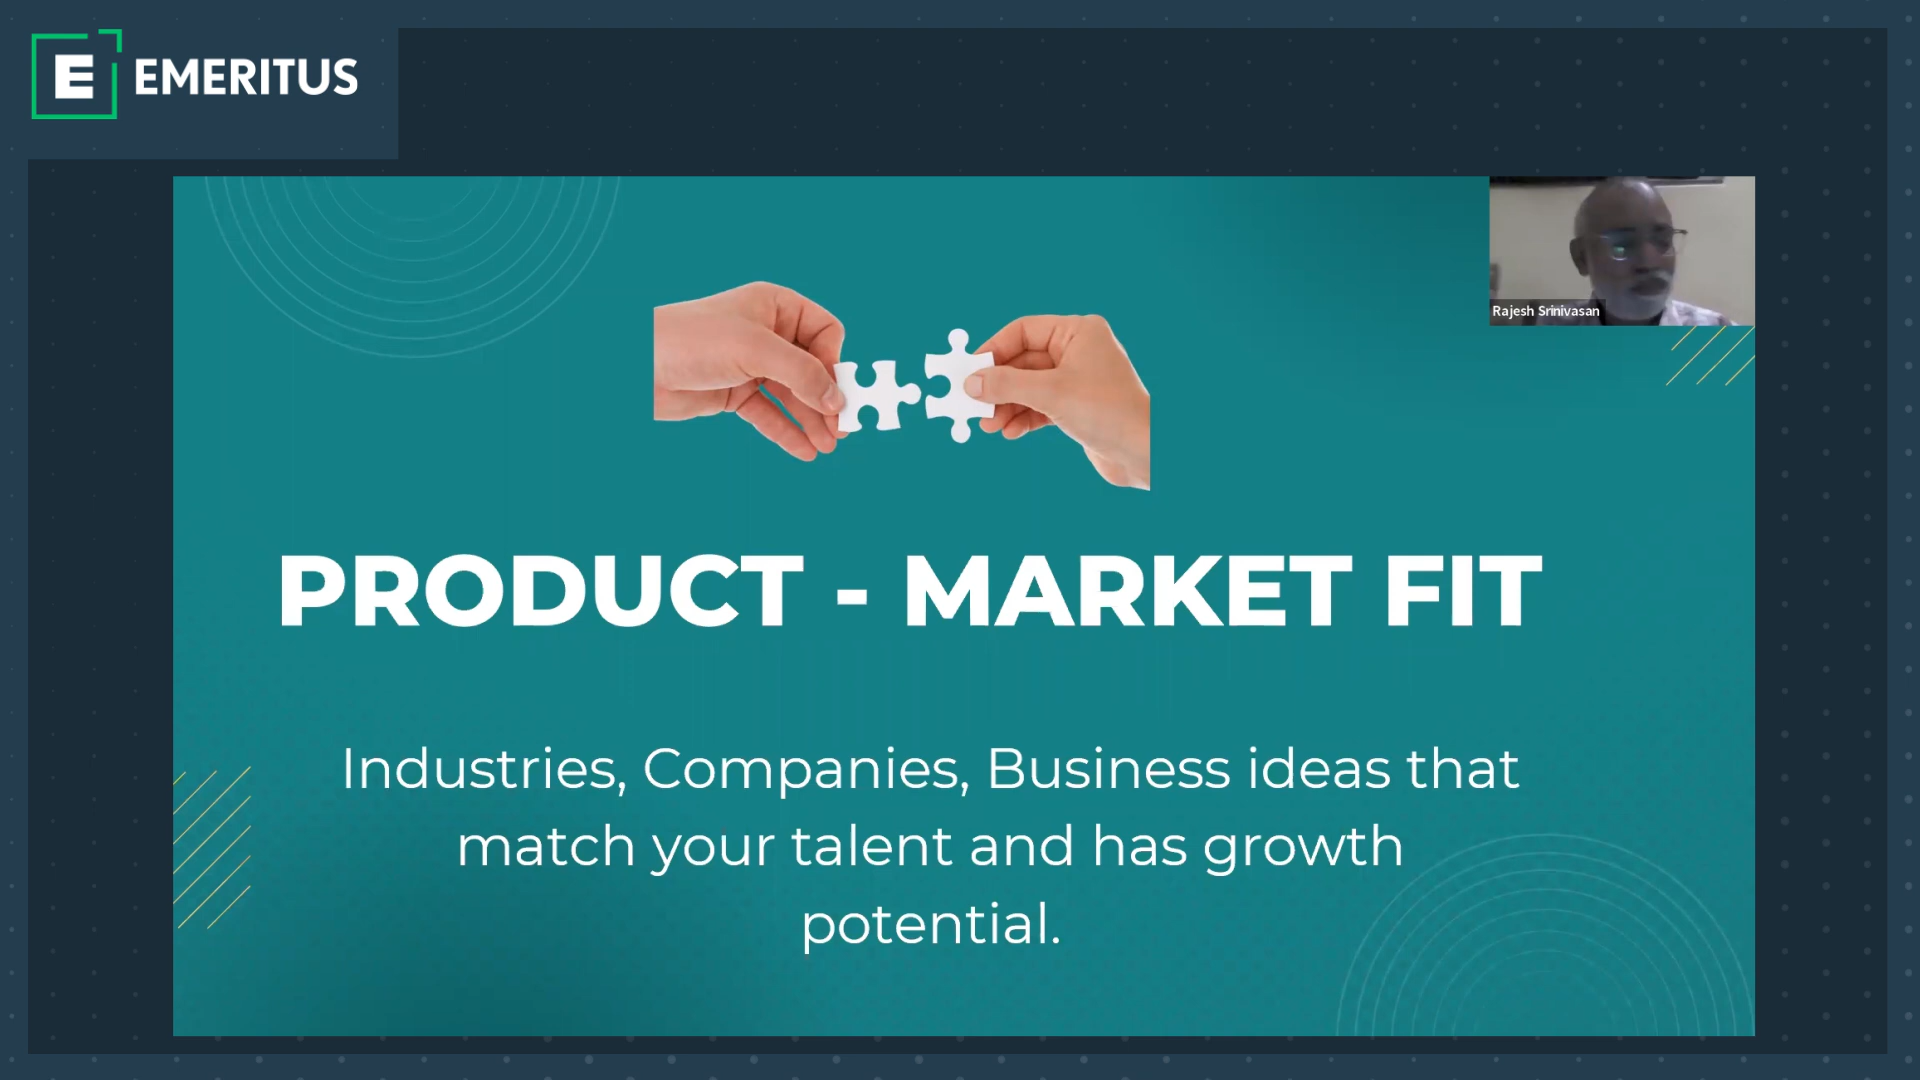 E EMERITUS
Rajesh Srinivasan
PRODUCT - MARKET FIT
Industries, Companies, Business ideas that
match your talent and has growth
potential.